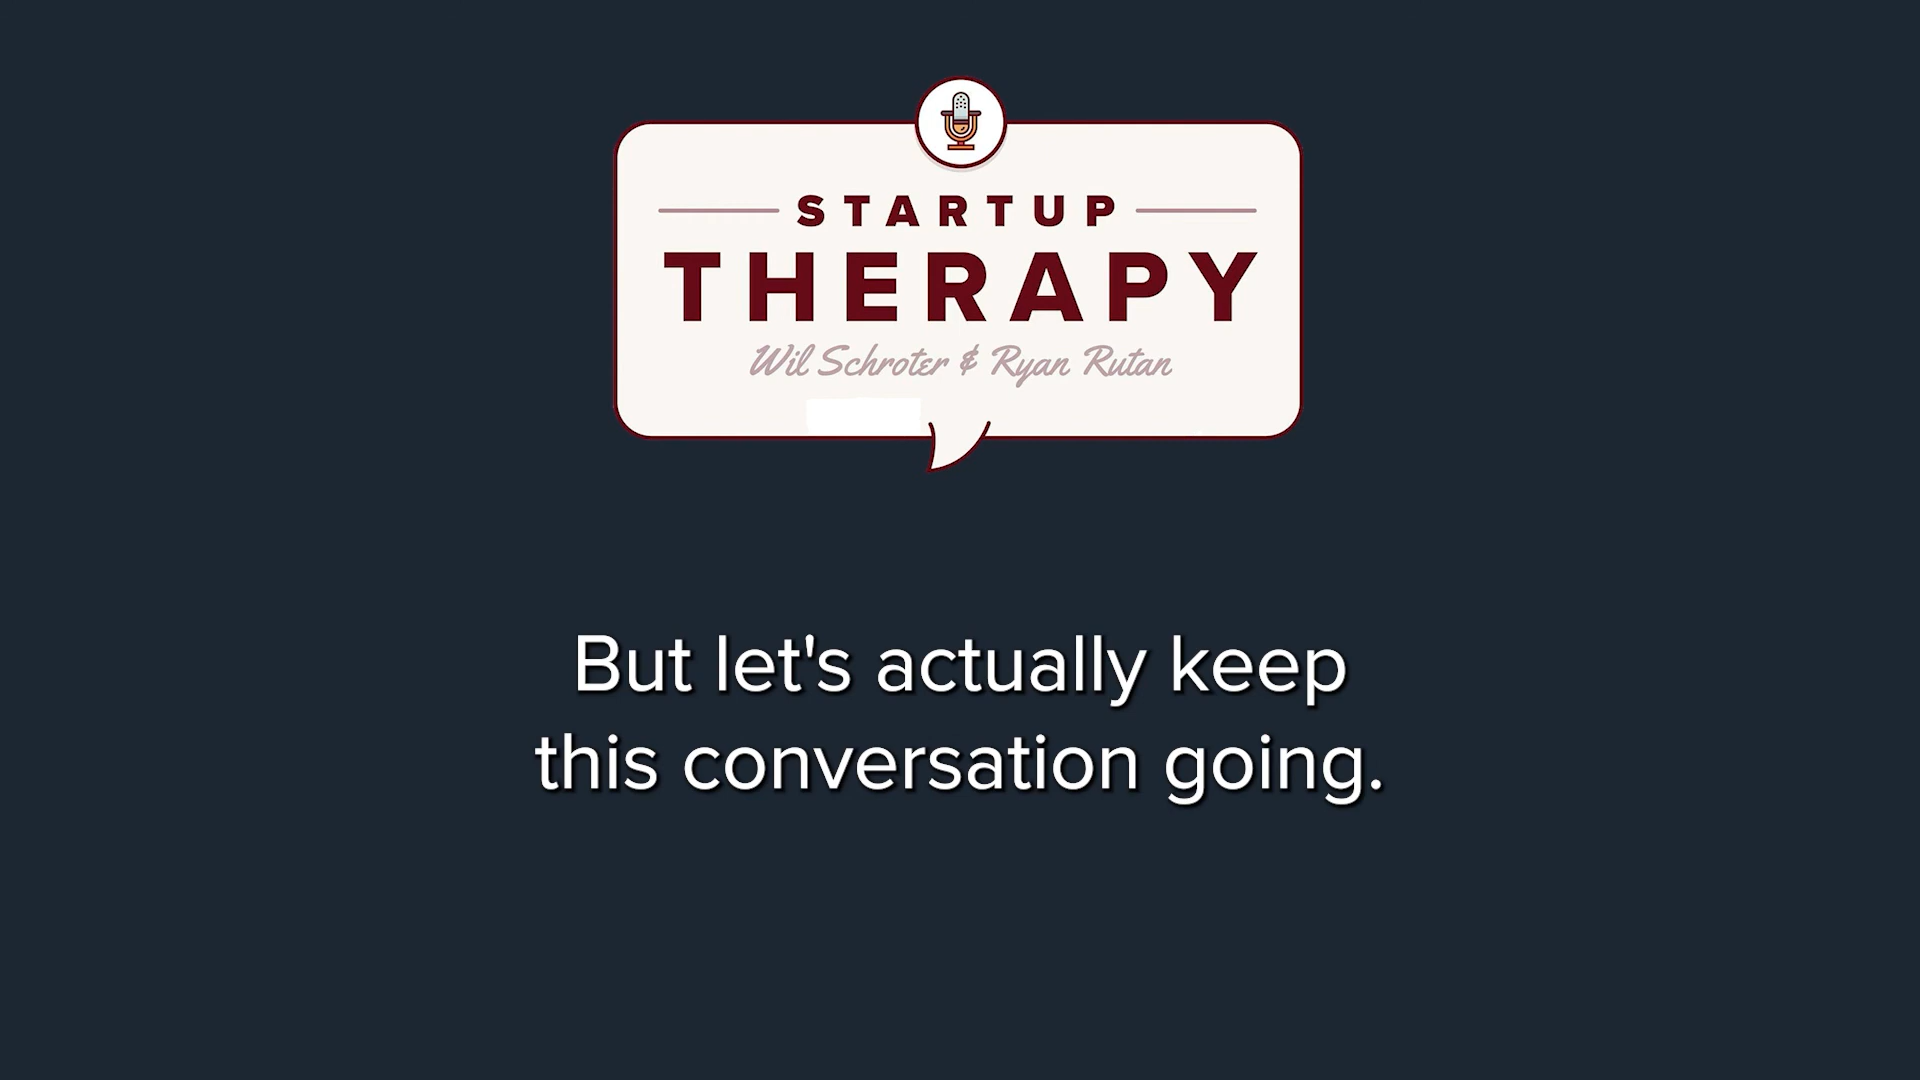 STARTUP
THERAPY
Wil Schroter & Ryan Rutan
But let's actually keep
this conversation going.